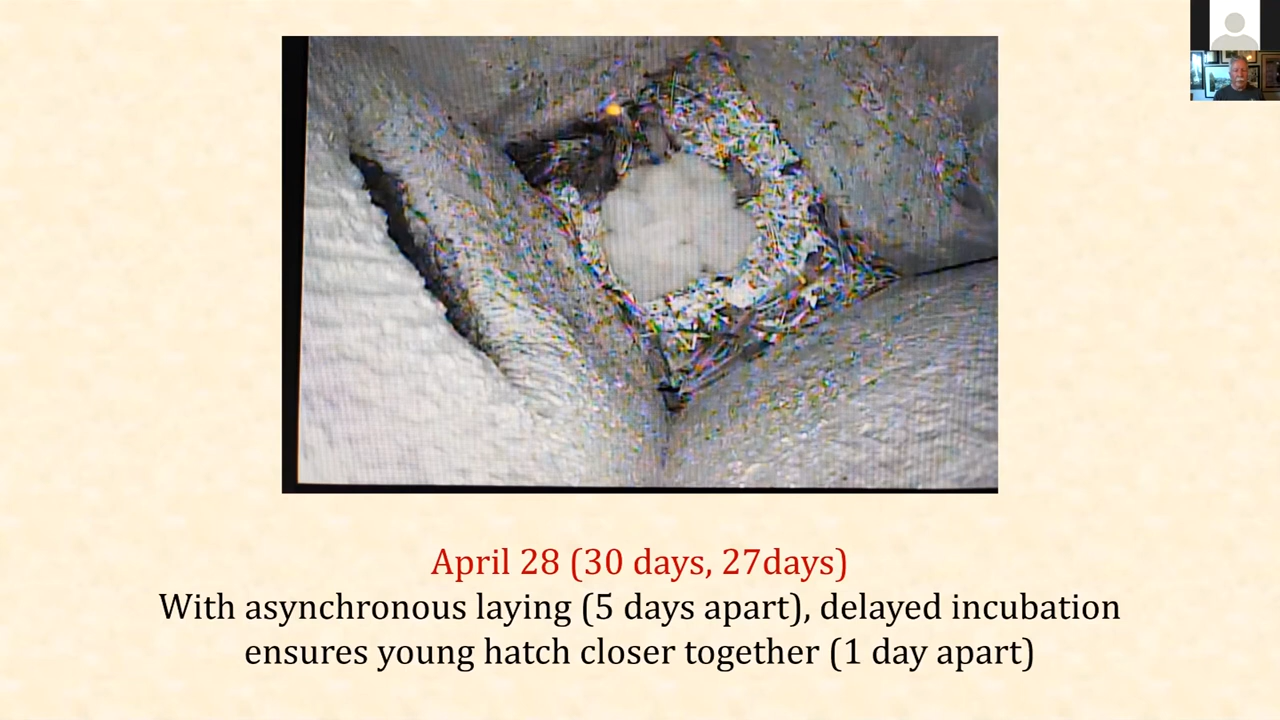 April 28 (30 days, 27days)
With asynchronous laying (5 days apart), delayed incubation
ensures young hatch closer together (1 day apart)